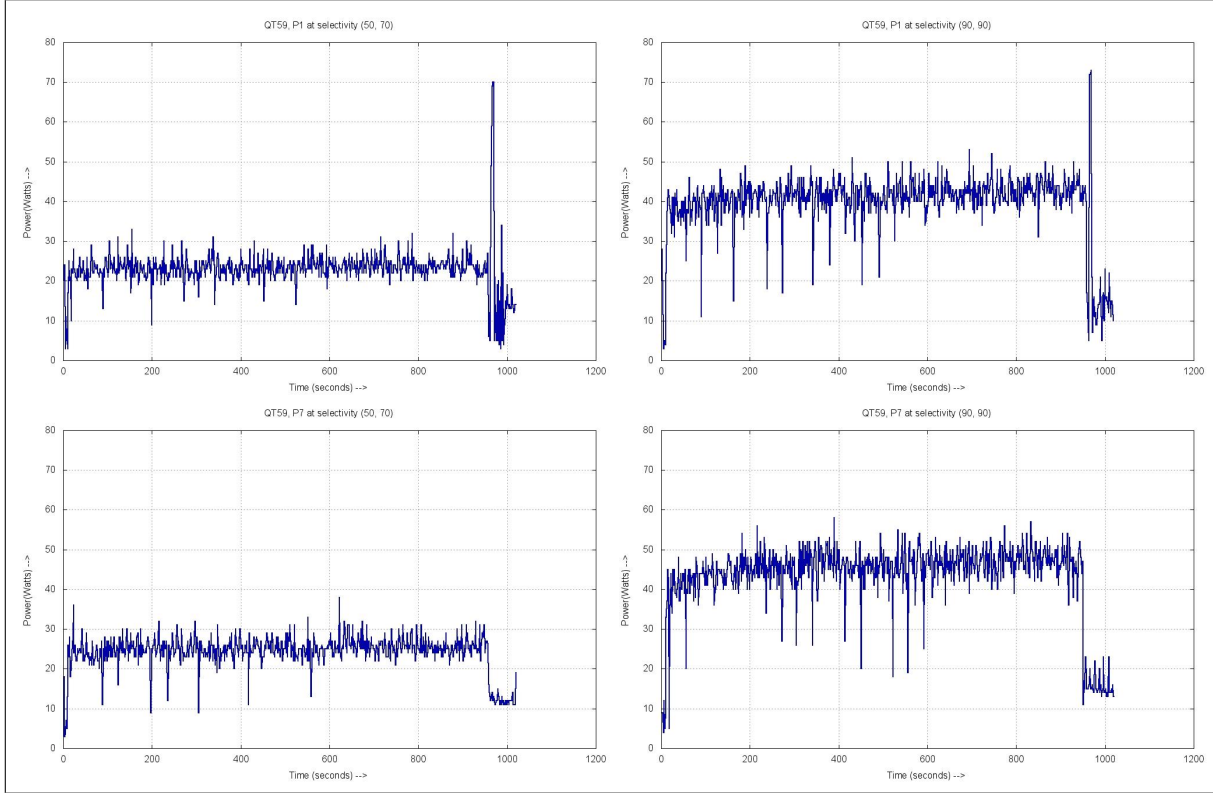 QT59, P1 at selectivity (50, 70)
80
70
60
50
40
30
20
10
0
Power(Watts) -->
0 200 400 600 800 1000 1200
Time (seconds) -->
QT59, P1 at selectivity (90, 90)
80
70
60
50
40
30
20
10
0
Power(Watts) -->
0 200 400 600 800 1000 1200
Time (seconds) -->
QT59, P7 at selectivity (50, 70)
80
70
60
50
40
30
20
10
0
Power(Watts) -->
0 200 400 600 800 1000 1200
Time (seconds) -->
QT59, P7 at selectivity (90, 90)
80
70
60
50
40
30
20
10
0
Power(Watts) -->
0 200 400 600 800 1000 1200
Time (seconds) -->